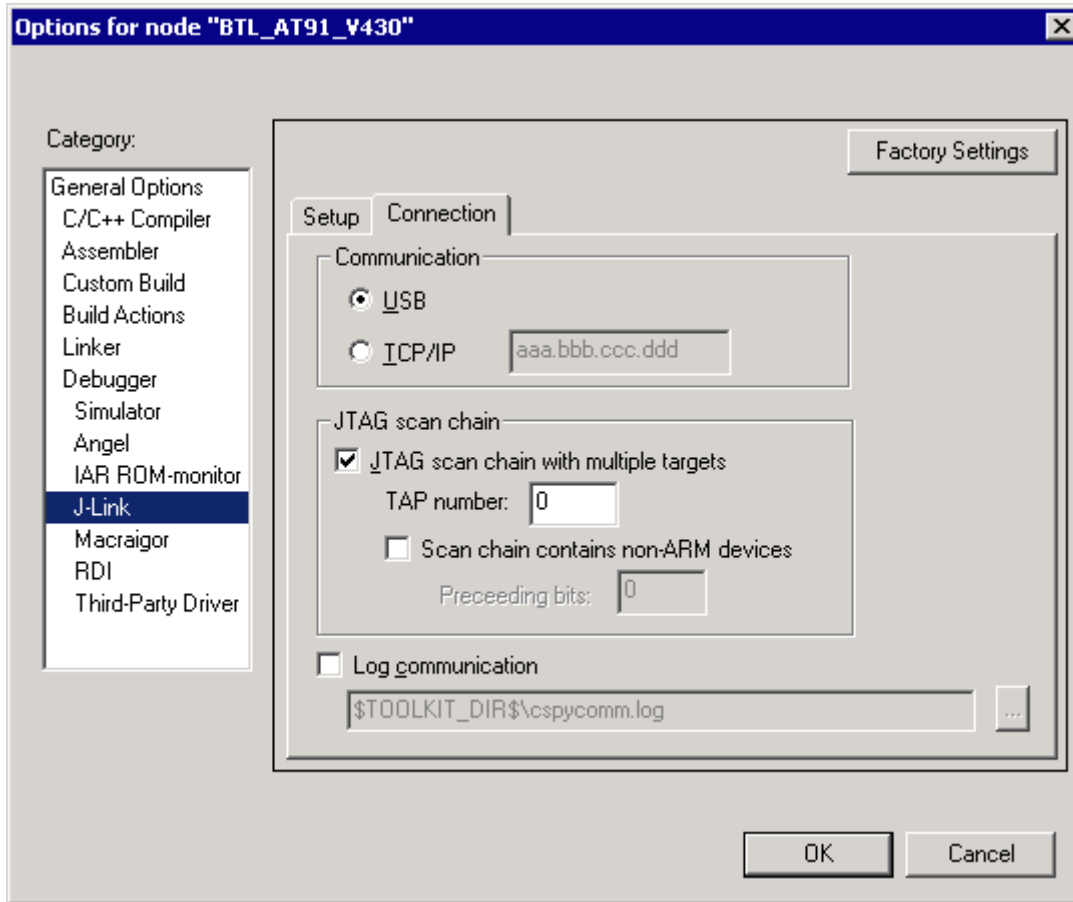 Options for node "BTL_AT91_V430"
Category:
Factory Settings
General Options
C/C++ Compiler
Assembler
Custom Build
Build Actions
Linker
Debugger
Simulator
Angel
IAR ROM-monitor
J-Link
Macraigor
RDI
Third-Party Driver
Setup Connection
Communication
USB
TCP/IP aaa.bbb.ccc.ddd
JTAG scan chain
JTAG scan chain with multiple targets
TAP number: 0
Scan chain contains non-ARM devices
Preceeding bits: 0
Log communication
$TOOLKIT_DIR$\cspycomm.log ...
OK Cancel